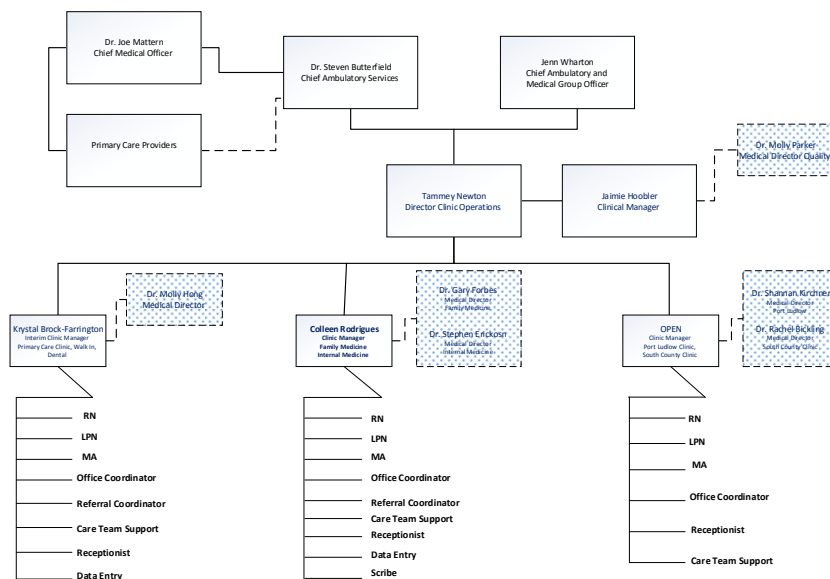 Dr. Joe Mattern
Chief Medical Officer
Dr. Steven Butterfield
Chief Ambulatory Services
Jenn Wharton
Chief Ambulatory and
Medical Group Officer
Primary Care Providers
Dr. Molly Parker
Medical Director Quality
Tammey Newton
Director Clinic Operations
Jaimie Hoobler
Clinical Manager
Dr. Molly Hong
Medical Director
Dr. Gary Forbes
Medical Director
Family Medicine
Dr. Stephen Erickosn
Medical Director
Internal Medicine
Dr. Shannan Kirchner
Medical Director
Port Ludlow
Dr. Rachel Bickling
Medical Director
South County Clinic
Krystal Brock-Farrington
Interim Clinic Manager
Primary Care Clinic, Walk In,
Dental
Colleen Rodrigues
Clinic Manager
Family Medicine
Internal Medicine
OPEN
Clinic Manager
Port Ludlow Clinic,
South County Clinic
RN
LPN
MA
Office Coordinator
Referral Coordinator
Care Team Support
Receptionist
Data Entry
RN
LPN
MA
Office Coordinator
Referral Coordinator
Care Team Support
Receptionist
Data Entry
Scribe
RN
LPN
MA
Office Coordinator
Receptionist
Care Team Support